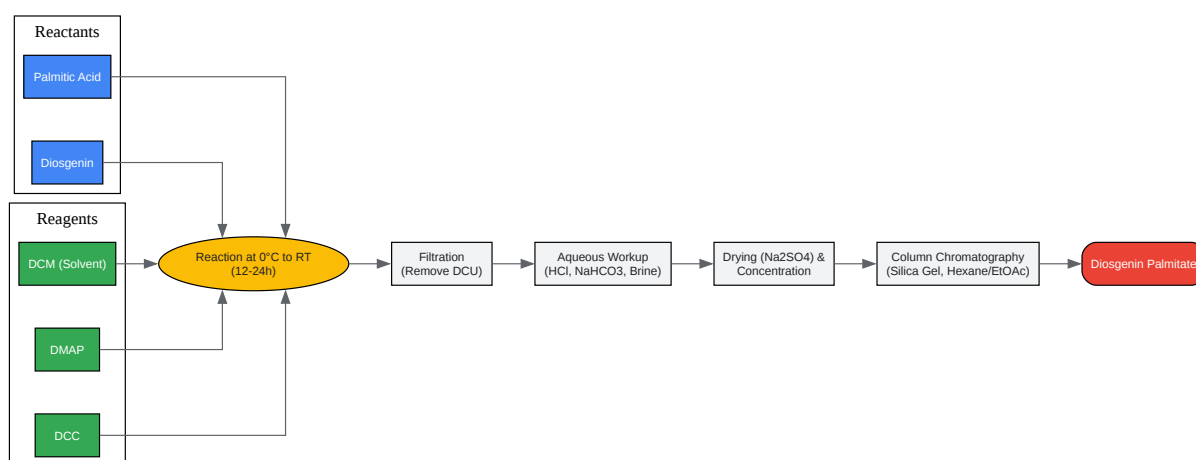 Reactants
Palmitic Acid
Diosgenin
Reagents
DCM (Solvent)
DMAP
DCC
Reaction at 0°C to RT
(12-24h)
Filtration
(Remove DCU)
Aqueous Workup
(HCl, NaHCO3, Brine)
Drying (Na2SO4) &
Concentration
Column Chromatography
(Silica Gel, Hexane/EtOAc)
Diosgenin Palmitate